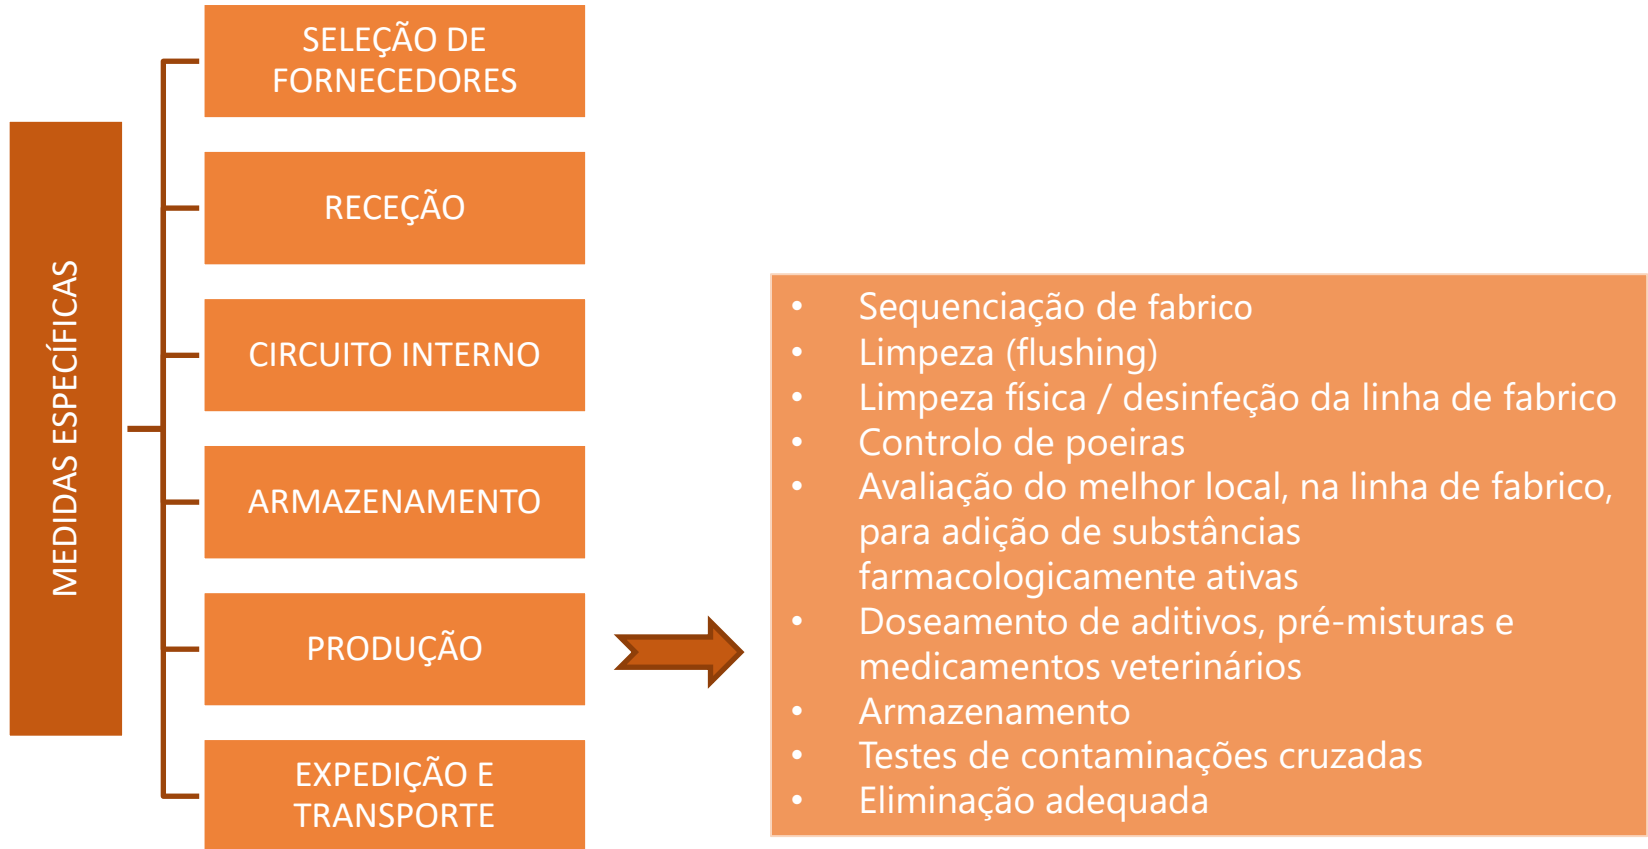 MEDIDAS ESPECÍFICAS
SELEÇÃO DE
FORNECEDORES
RECEÇÃO
CIRCUITO INTERNO
ARMAZENAMENTO
PRODUÇÃO
EXPEDIÇÃO E
TRANSPORTE
• Sequenciação de fabrico
• Limpeza (flushing)
• Limpeza física / desinfeção da linha de fabrico
• Controlo de poeiras
• Avaliação do melhor local, na linha de fabrico,
para adição de substâncias
farmacologicamente ativas
• Doseamento de aditivos, pré-misturas e
medicamentos veterinários
• Armazenamento
• Testes de contaminações cruzadas
• Eliminação adequada